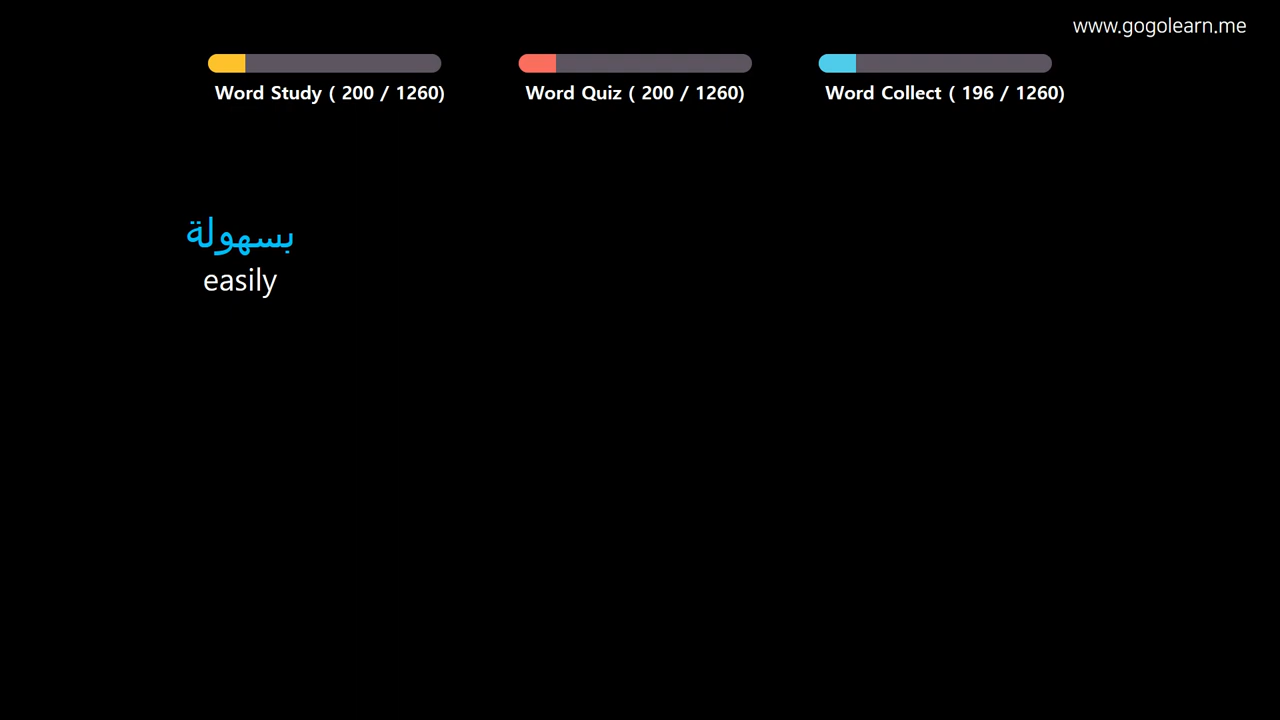 www.gogolearn.me
Word Study ( 200 / 1260)
Word Quiz ( 200 / 1260)
Word Collect ( 196 / 1260)
بسهولة
easily